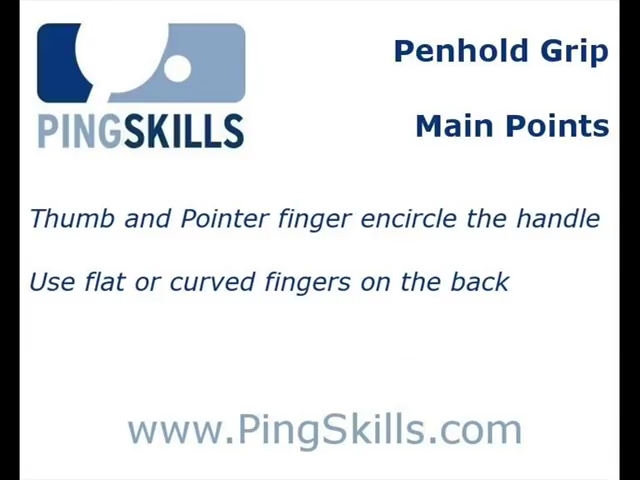 Penhold Grip
Main Points
PINGSKILLS
Thumb and Pointer finger encircle the handle
Use flat or curved fingers on the back
www.PingSkills.com